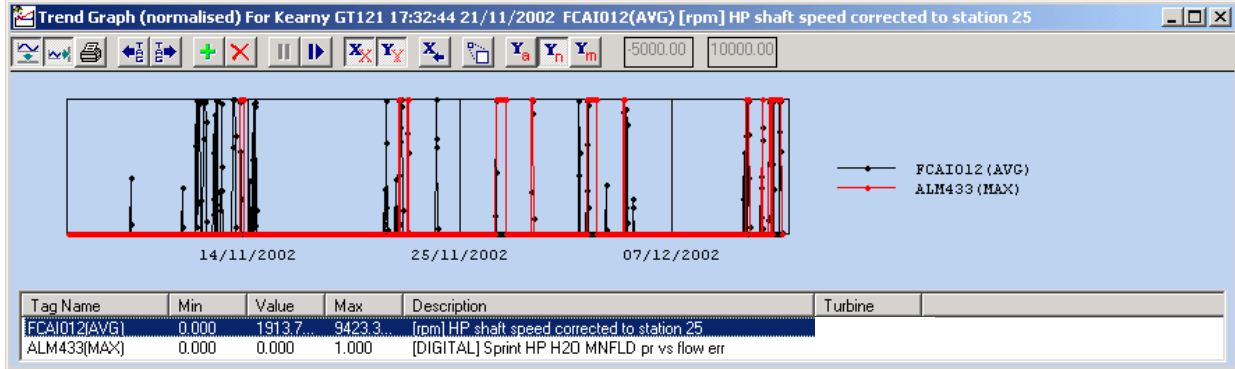 Trend Graph (normalised) For Kearny GT121 17:32:44 21/11/2002 FCAI012(AVG) [rpm] HP shaft speed corrected to station 25
X X Y Y X Ya Yn Ym -5000.00 10000.00
FCAI012(AVG)
ALM433(MAX)
14/11/2002 25/11/2002 07/12/2002
Tag Name Min Value Max Description Turbine
FCAI012(AVG) 0.000 1913.7... 9423.3... [rpm] HP shaft speed corrected to station 25
ALM433(MAX) 0.000 0.000 1.000 [DIGITAL] Sprint HP H2O MNFLD pr vs flow err